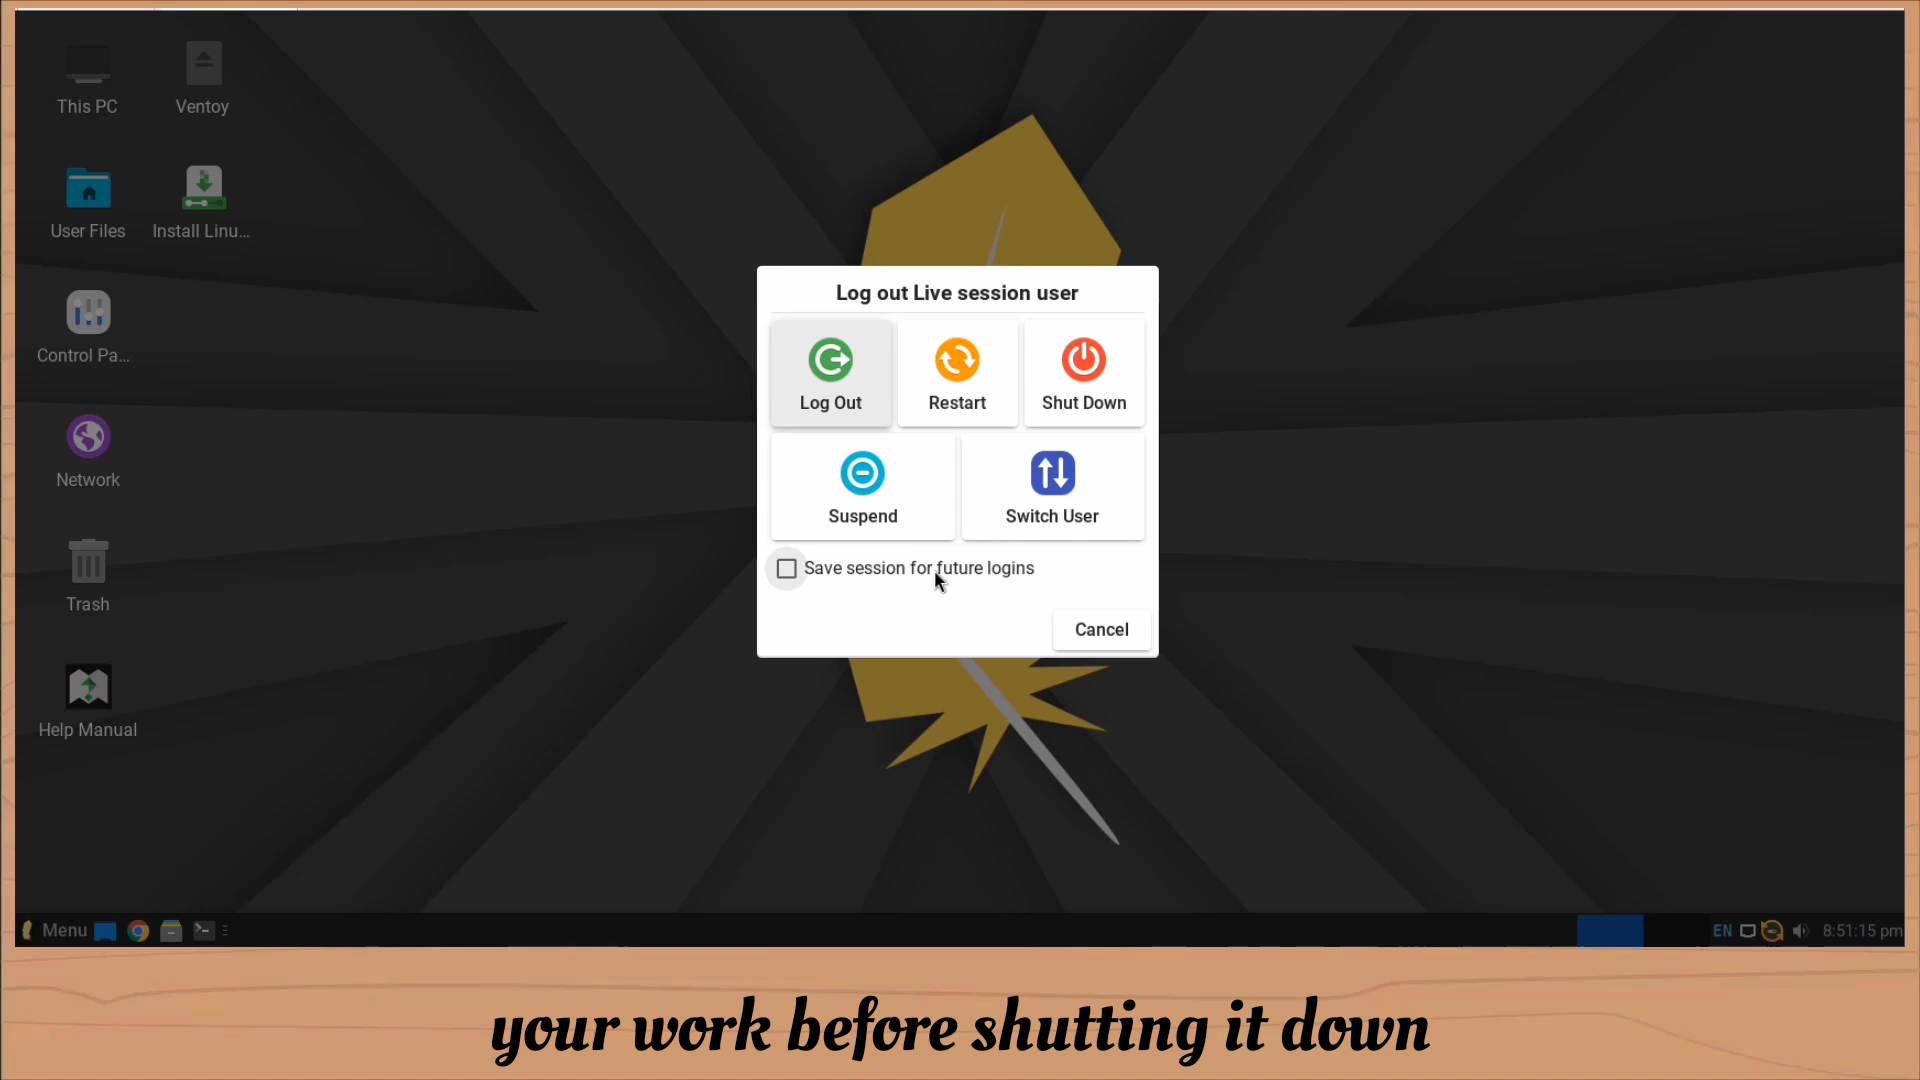 This PC
Ventoy
User Files
Install Linu...
Control Pa...
Network
Trash
Help Manual
Log out Live session user
Log Out
Restart
Shut Down
Suspend
Switch User
Save session for future logins
Cancel
Menu
EN
8:51:15 pm
your work before shutting it down